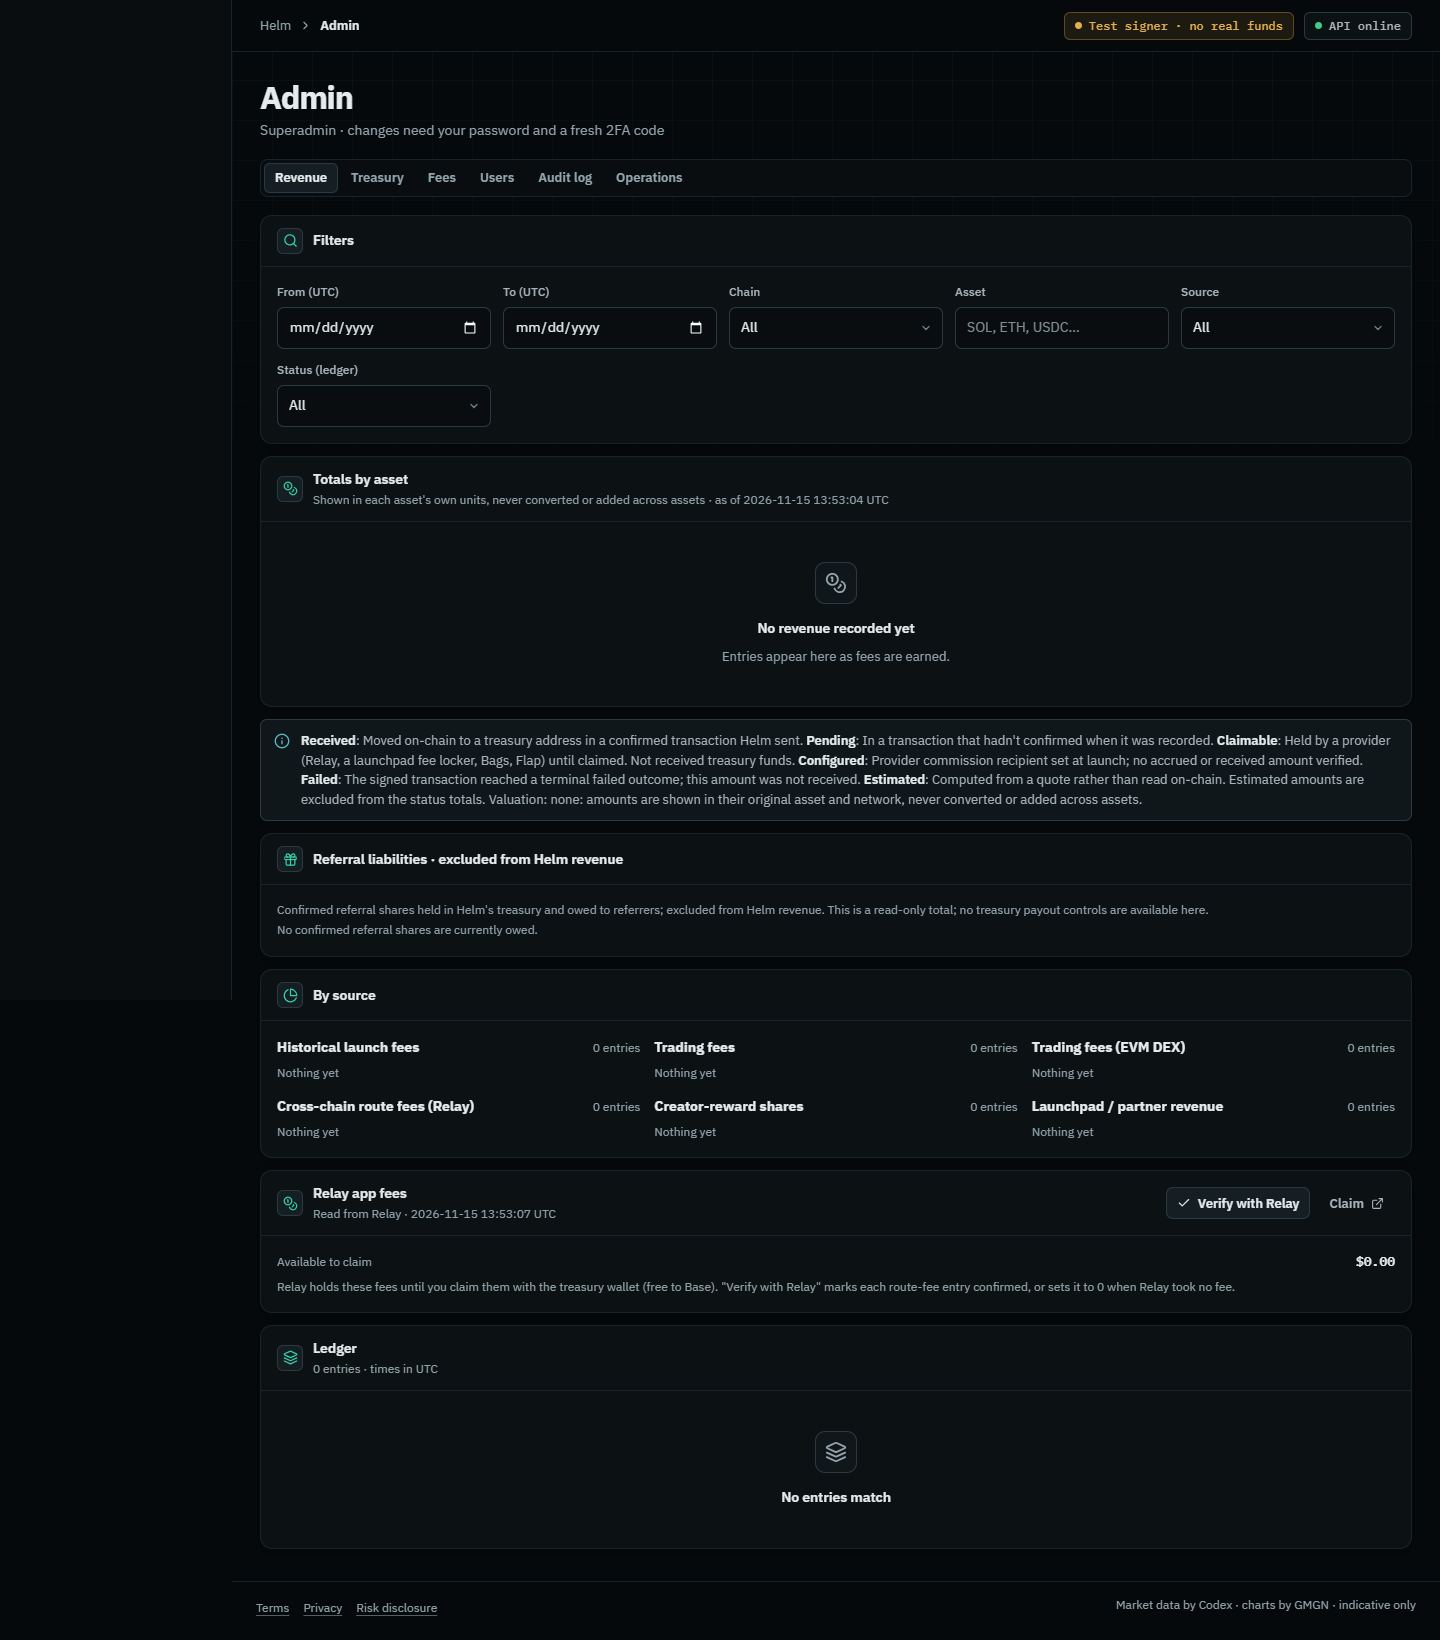 Helm > Admin
Test signer · no real funds
API online
Admin
Superadmin · changes need your password and a fresh 2FA code
Revenue Treasury Fees Users Audit log Operations
Filters
From (UTC) To (UTC) Chain Asset Source
mm/dd/yyyy mm/dd/yyyy All SOL, ETH, USDC... All
Status (ledger)
All
Totals by asset
Shown in each asset's own units, never converted or added across assets · as of 2026-11-15 13:53:04 UTC
No revenue recorded yet
Entries appear here as fees are earned.
Received: Moved on-chain to a treasury address in a confirmed transaction Helm sent. Pending: In a transaction that hadn't confirmed when it was recorded. Claimable: Held by a provider
(Relay, a launchpad fee locker, Bags, Flap) until claimed. Not received treasury funds. Configured: Provider commission recipient set at launch; no accrued or received amount verified.
Failed: The signed transaction reached a terminal failed outcome; this amount was not received. Estimated: Computed from a quote rather than read on-chain. Estimated amounts are
excluded from the status totals. Valuation: none: amounts are shown in their original asset and network, never converted or added across assets.
Referral liabilities · excluded from Helm revenue
Confirmed referral shares held in Helm's treasury and owed to referrers; excluded from Helm revenue. This is a read-only total; no treasury payout controls are available here.
No confirmed referral shares are currently owed.
By source
Historical launch fees 0 entries Trading fees 0 entries Trading fees (EVM DEX) 0 entries
Nothing yet Nothing yet Nothing yet
Cross-chain route fees (Relay) 0 entries Creator-reward shares 0 entries Launchpad / partner revenue 0 entries
Nothing yet Nothing yet Nothing yet
Relay app fees
Read from Relay · 2026-11-15 13:53:07 UTC
Verify with Relay Claim
Available to claim $0.00
Relay holds these fees until you claim them with the treasury wallet (free to Base). "Verify with Relay" marks each route-fee entry confirmed, or sets it to 0 when Relay took no fee.
Ledger
0 entries · times in UTC
No entries match
Terms Privacy Risk disclosure
Market data by Codex · charts by GMGN · indicative only